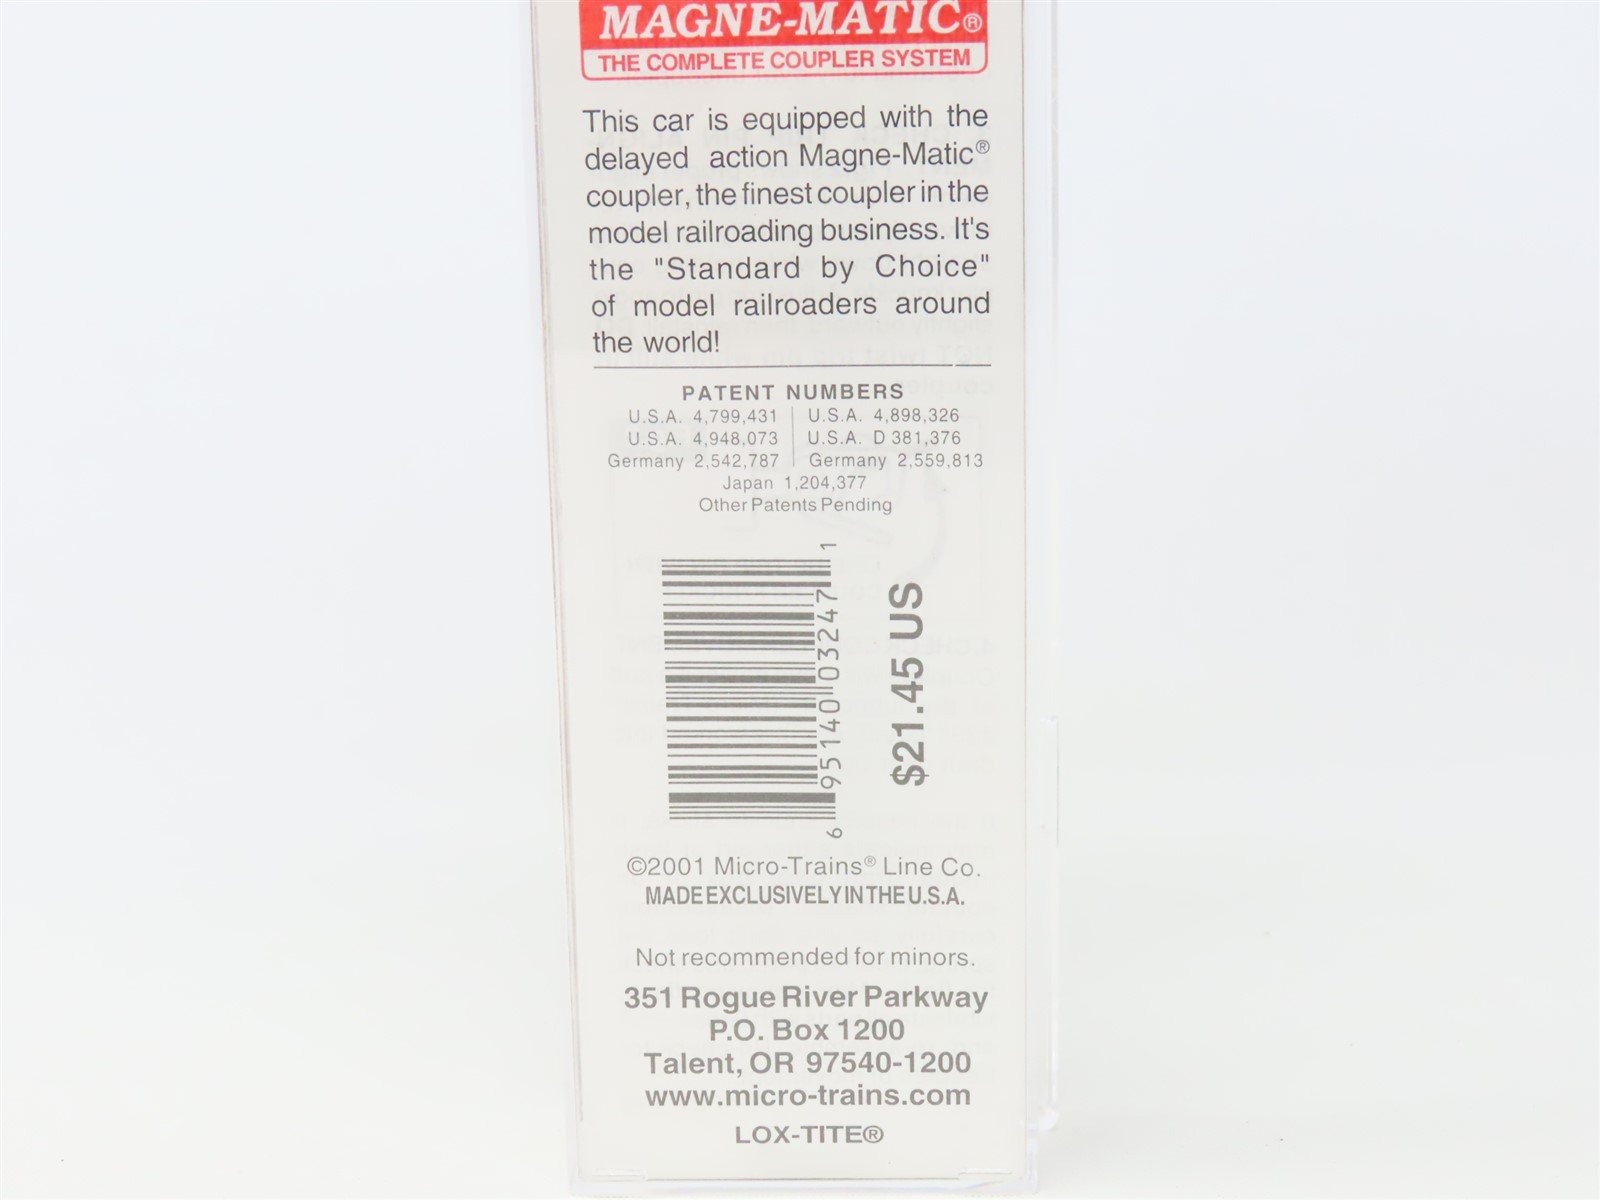 MAGNE-MATIC®
THE COMPLETE COUPLER SYSTEM
This car is equipped with the
delayed action Magne-Matic®
coupler, the finest coupler in the
model railroading business. It's
the "Standard by Choice"
of model railroaders around
the world!
PATENT NUMBERS
U.S.A. 4,799,431 | U.S.A. 4,898,326
U.S.A. 4,948,073 | U.S.A. D 381,376
Germany 2,542,787 | Germany 2,559,813
Japan 1,204,377
Other Patents Pending
6 95140 03247 1
$21.45 US
©2001 Micro-Trains® Line Co.
MADE EXCLUSIVELY IN THE U.S.A.
Not recommended for minors.
351 Rogue River Parkway
P.O. Box 1200
Talent, OR 97540-1200
www.micro-trains.com
LOX-TITE®